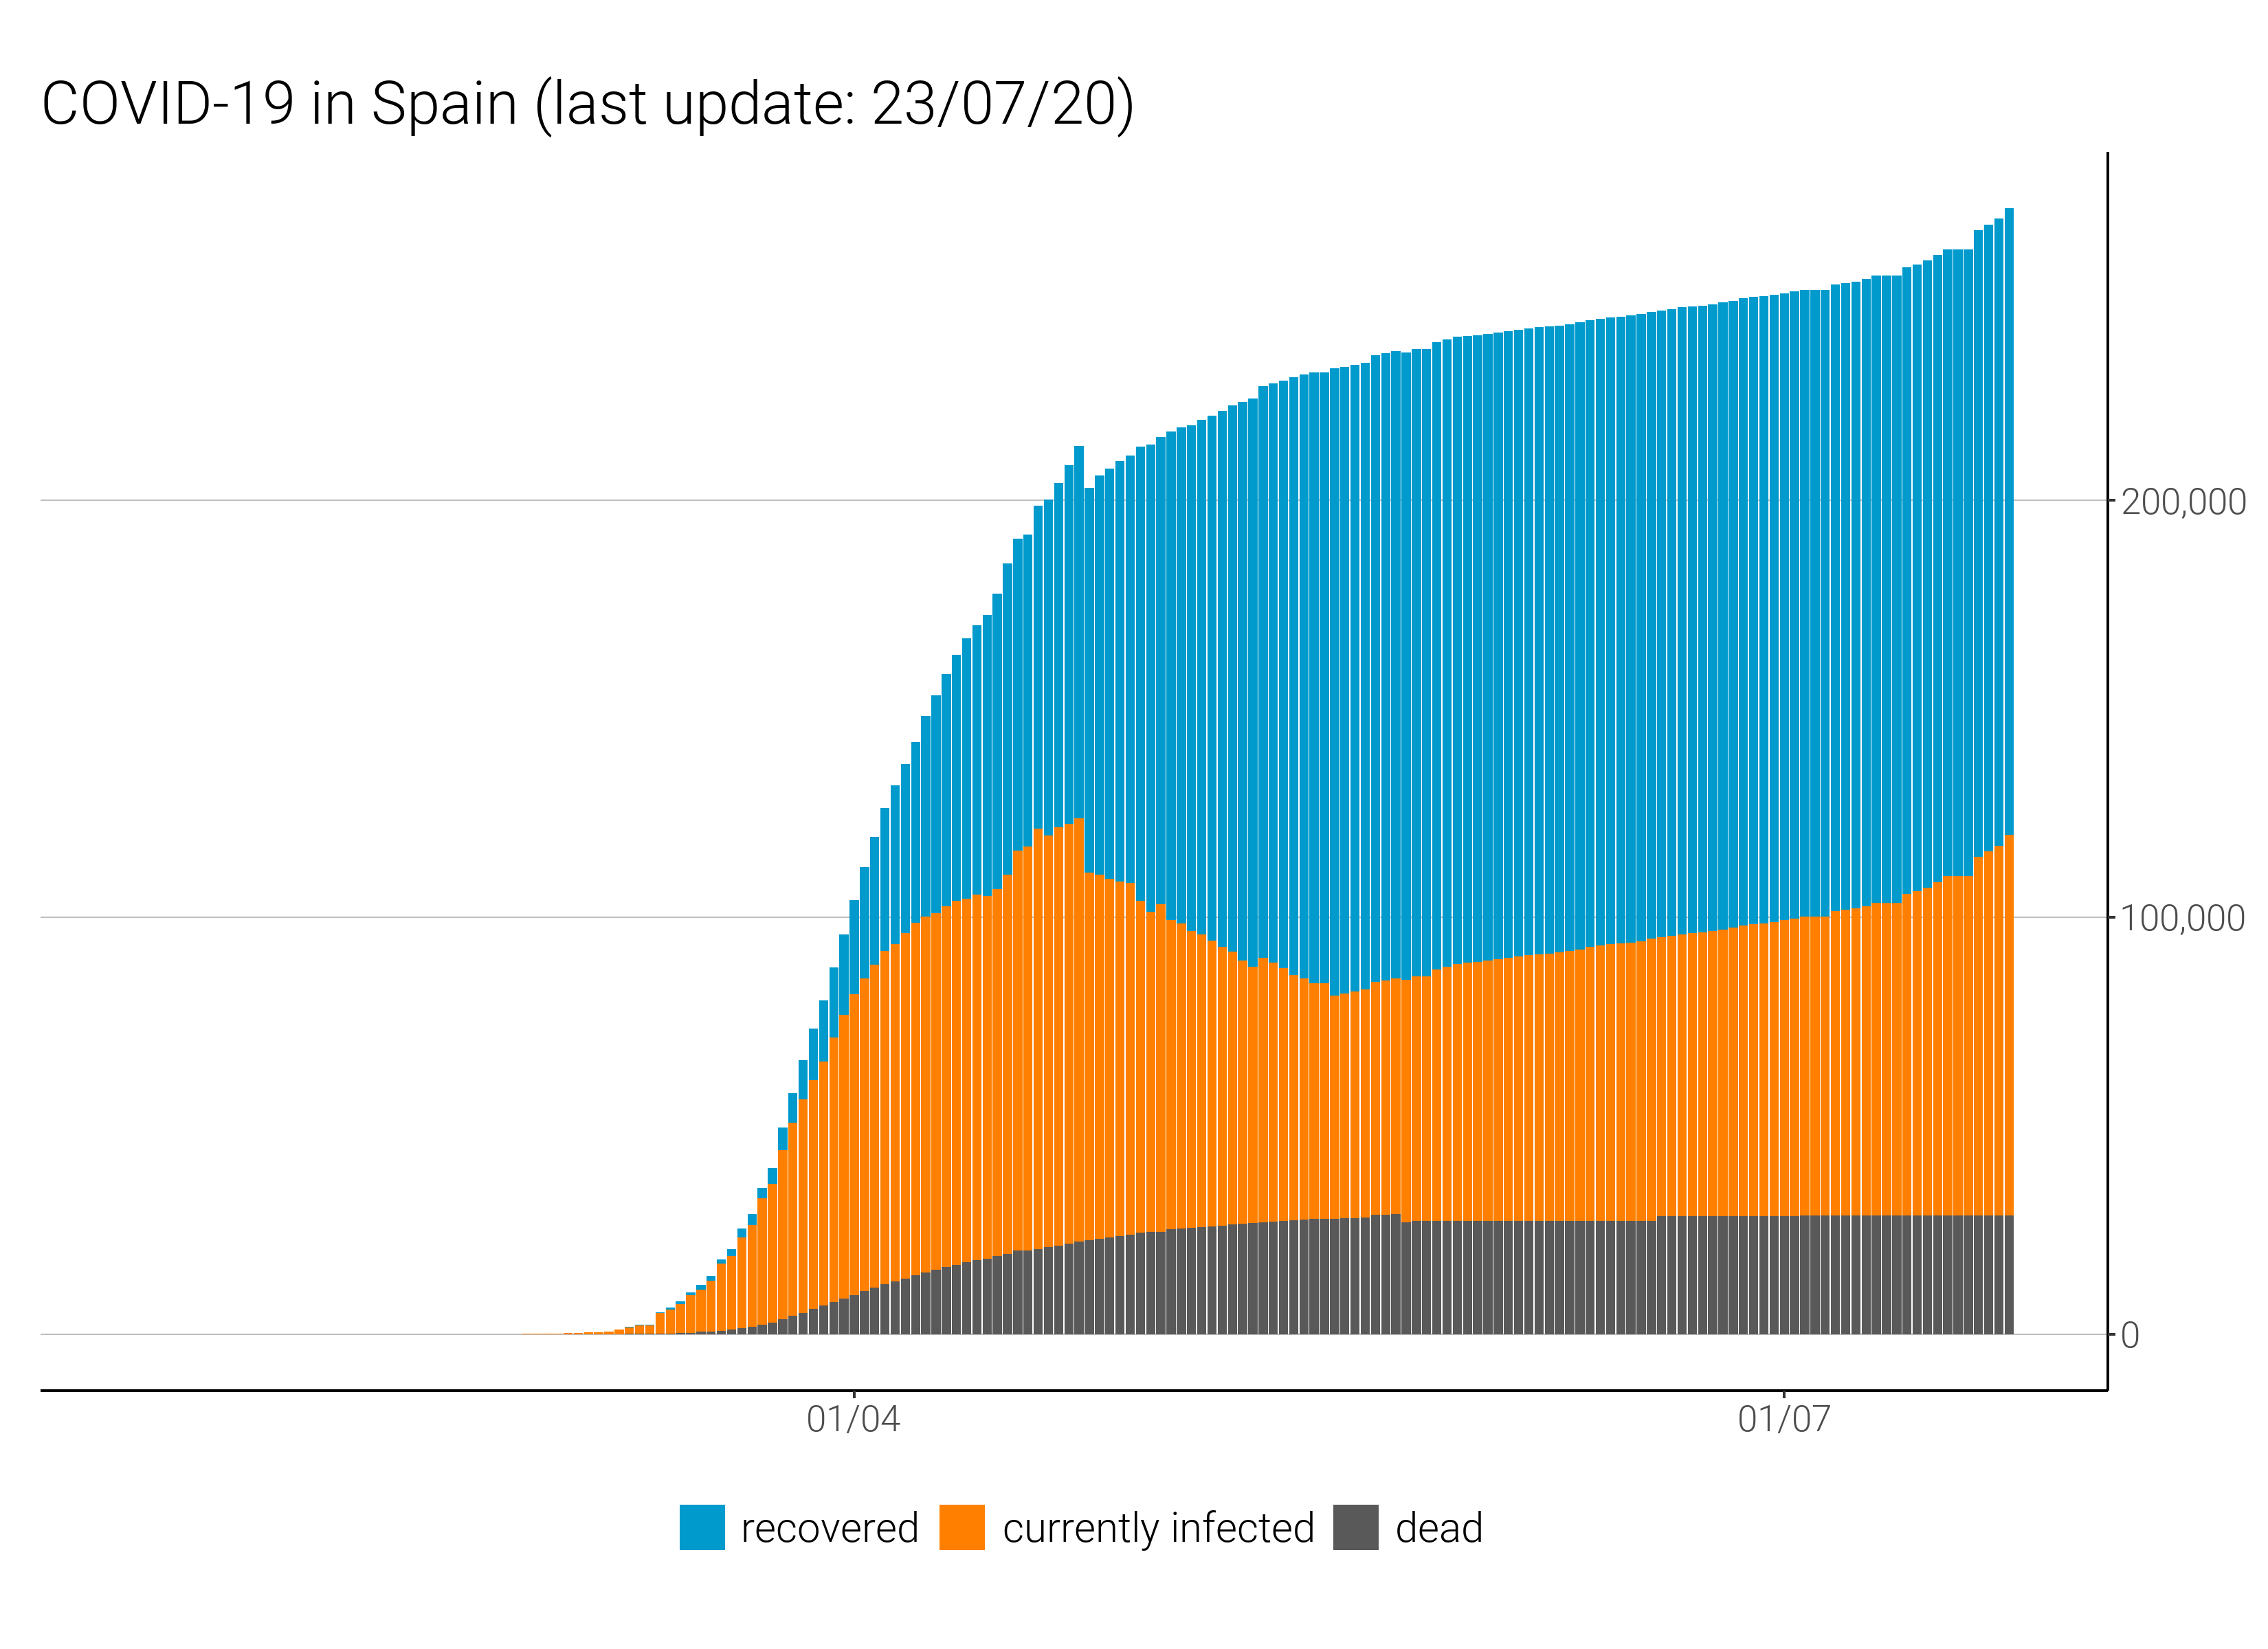 COVID-19 in Spain (last update: 23/07/20)
200,000
100,000
0
01/04 01/07
recovered currently infected dead